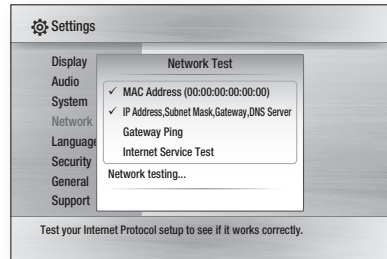 Settings
Display
Audio
System
Network
Language
Security
General
Support
Network Test
✓ MAC Address (00:00:00:00:00:00)
✓ IP Address,Subnet Mask,Gateway,DNS Server
Gateway Ping
Internet Service Test
Network testing...
Test your Internet Protocol setup to see if it works correctly.